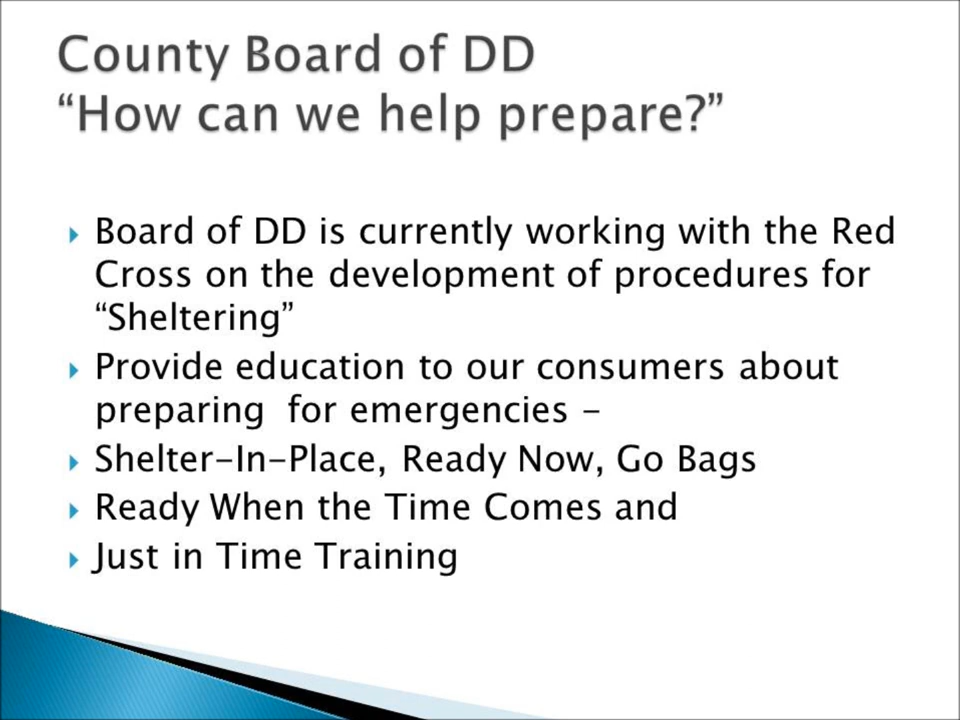 County Board of DD
“How can we help prepare?”
Board of DD is currently working with the Red
Cross on the development of procedures for
“Sheltering”
Provide education to our consumers about
preparing  for emergencies -
Shelter-In-Place, Ready Now, Go Bags
Ready When the Time Comes and
Just in Time Training